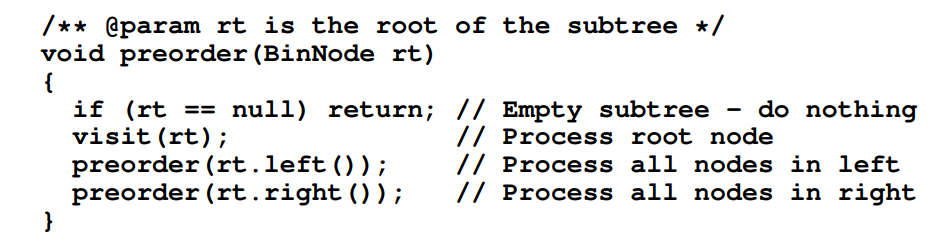 /** @param rt is the root of the subtree */
void preorder(BinNode rt)
{
  if (rt == null) return; // Empty subtree – do nothing
  visit(rt);              // Process root node
  preorder(rt.left());    // Process all nodes in left
  preorder(rt.right());   // Process all nodes in right
}